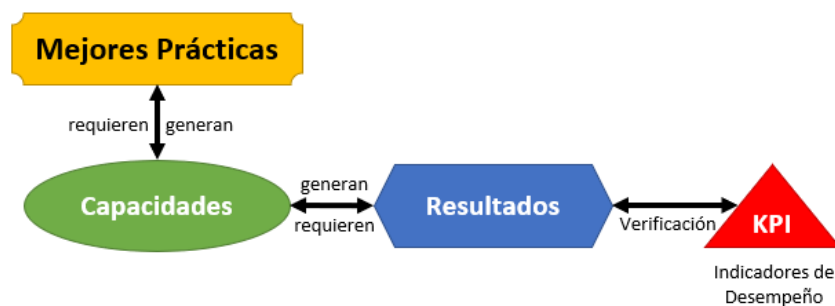 Mejores Prácticas
requieren generan
Capacidades
generan
requieren
Resultados
Verificación
KPI
Indicadores de
Desempeño